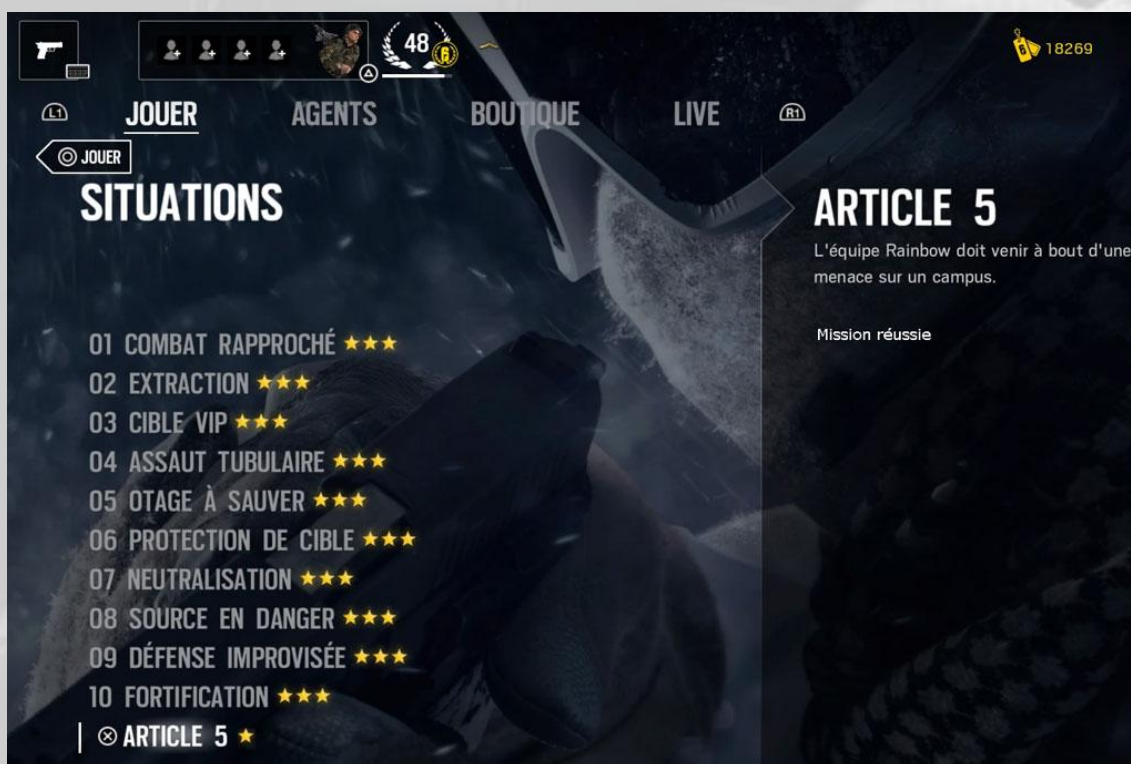 48
18269
L1
JOUER
AGENTS
BOUTIQUE
LIVE
R1
JOUER
SITUATIONS
01 COMBAT RAPPROCHÉ
02 EXTRACTION
03 CIBLE VIP
04 ASSAUT TUBULAIRE
05 OTAGE À SAUVER
06 PROTECTION DE CIBLE
07 NEUTRALISATION
08 SOURCE EN DANGER
09 DÉFENSE IMPROVISÉE
10 FORTIFICATION
ARTICLE 5
ARTICLE 5
L'équipe Rainbow doit venir à bout d'une
menace sur un campus.
Mission réussie